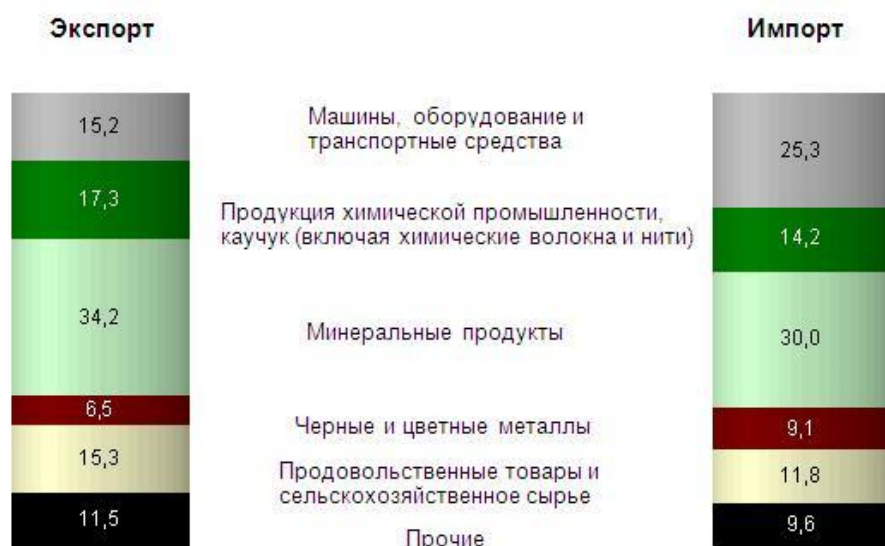 Экспорт
Импорт
15,2
Машины, оборудование и
транспортные средства
25,3
17,3
Продукция химической промышленности,
каучук (включая химические волокна и нити)
14,2
34,2
Минеральные продукты
30,0
6,5
Черные и цветные металлы
9,1
15,3
Продовольственные товары и
сельскохозяйственное сырье
11,8
11,5
Прочие
9,6